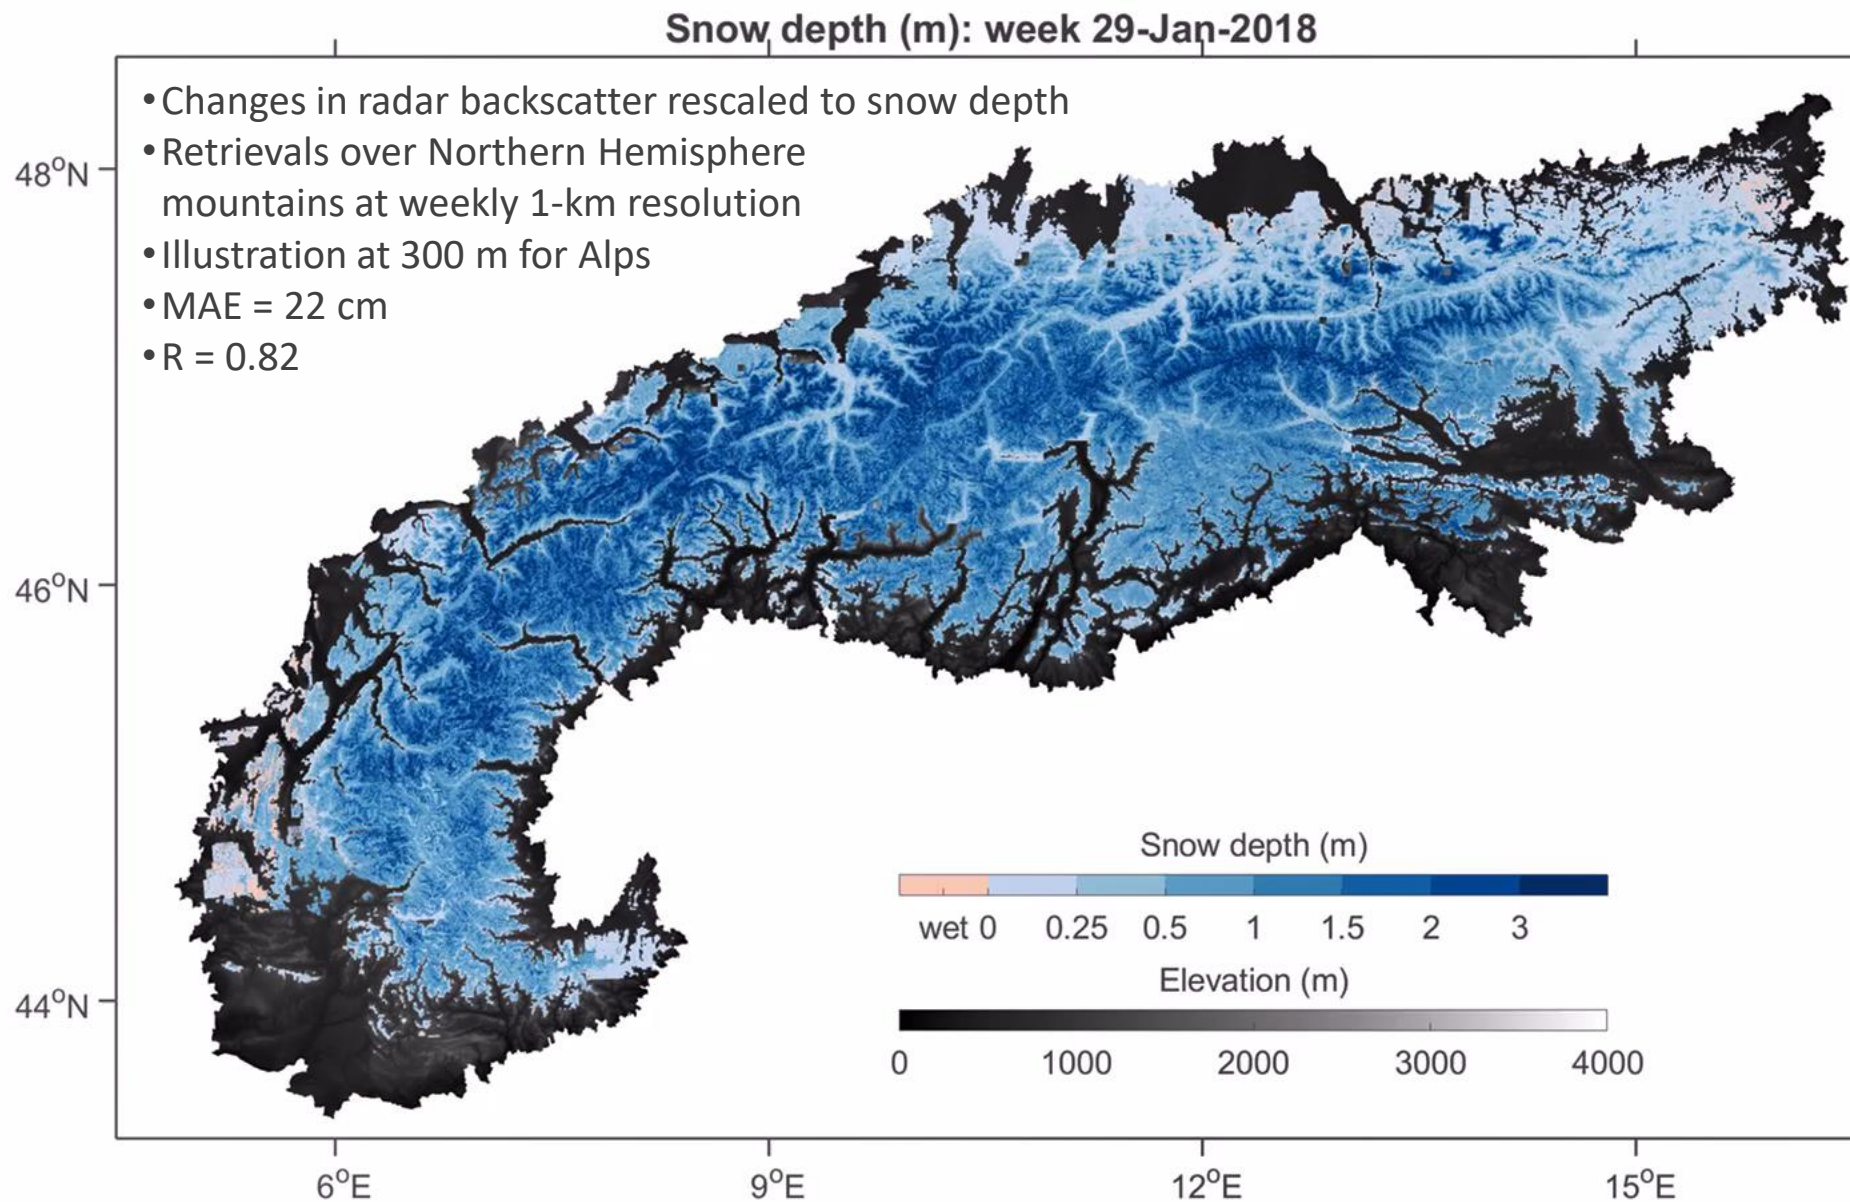 Snow depth (m): week 29-Jan-2018
•Changes in radar backscatter rescaled to snow depth
•Retrievals over Northern Hemisphere
mountains at weekly 1-km resolution
•Illustration at 300 m for Alps
•MAE = 22 cm
•R = 0.82
48°N
46°N
44°N
Snow depth (m)
wet 0 0.25 0.5 1 1.5 2 3
Elevation (m)
0 1000 2000 3000 4000
6°E 9°E 12°E 15°E